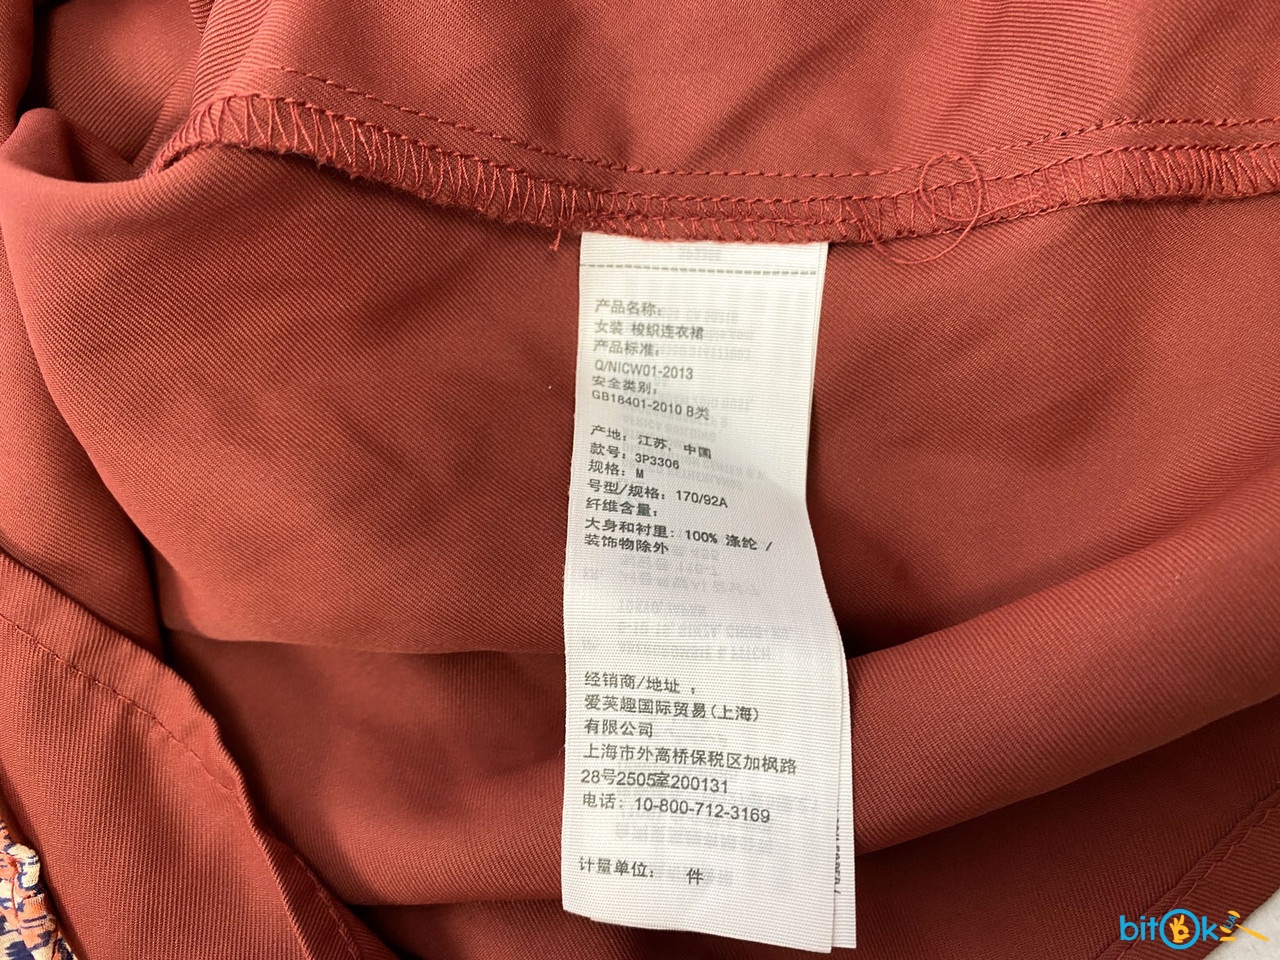 产品名称：
女装 梭织连衣裙
产品标准：
Q/NICW01-2013
安全类别：
GB18401-2010 B类
产地：江苏，中国
款号：3P3306
规格：M
号型/规格：170/92A
纤维含量：
大身和衬里：100% 涤纶 /
装饰物除外
经销商/地址：
爱芙趣国际贸易(上海)
有限公司
上海市外高桥保税区加枫路
28号2505室200131
电话：10-800-712-3169
计量单位： 件
bitOk